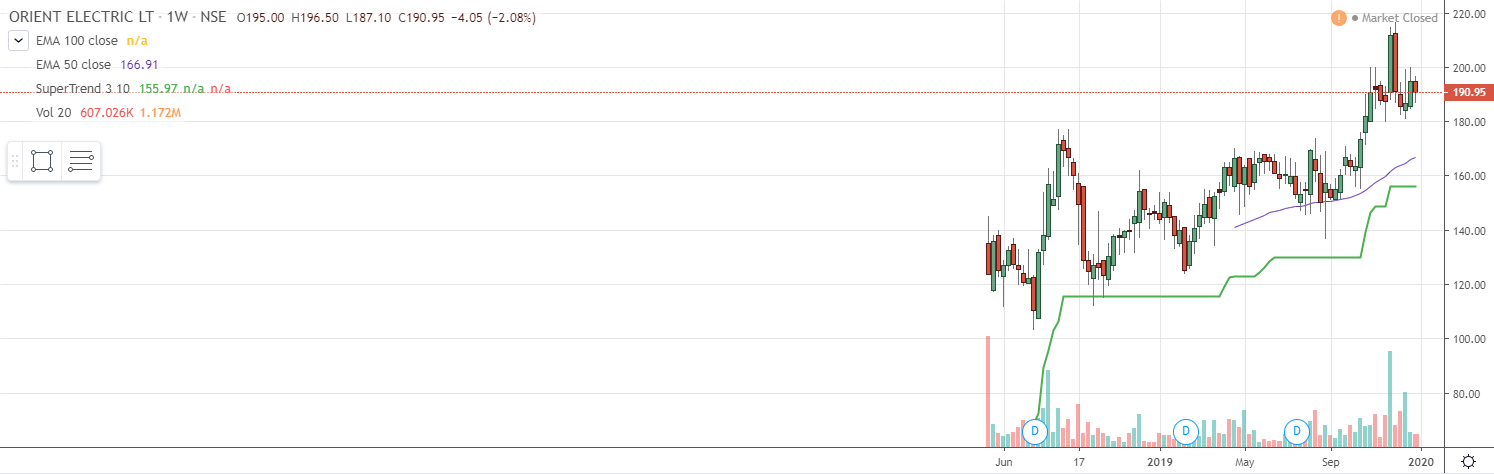 ORIENT ELECTRIC LT · 1W · NSE O195.00 H196.50 L187.10 C190.95 −4.05 (−2.08%)
! Market Closed
EMA 100 close n/a
EMA 50 close 166.91
SuperTrend 3 10 155.97 n/a n/a
Vol 20 607.026K 1.172M
220.00
200.00
190.95
180.00
160.00
140.00
120.00
100.00
80.00
D D D
Jun 17 2019 May Sep 2020